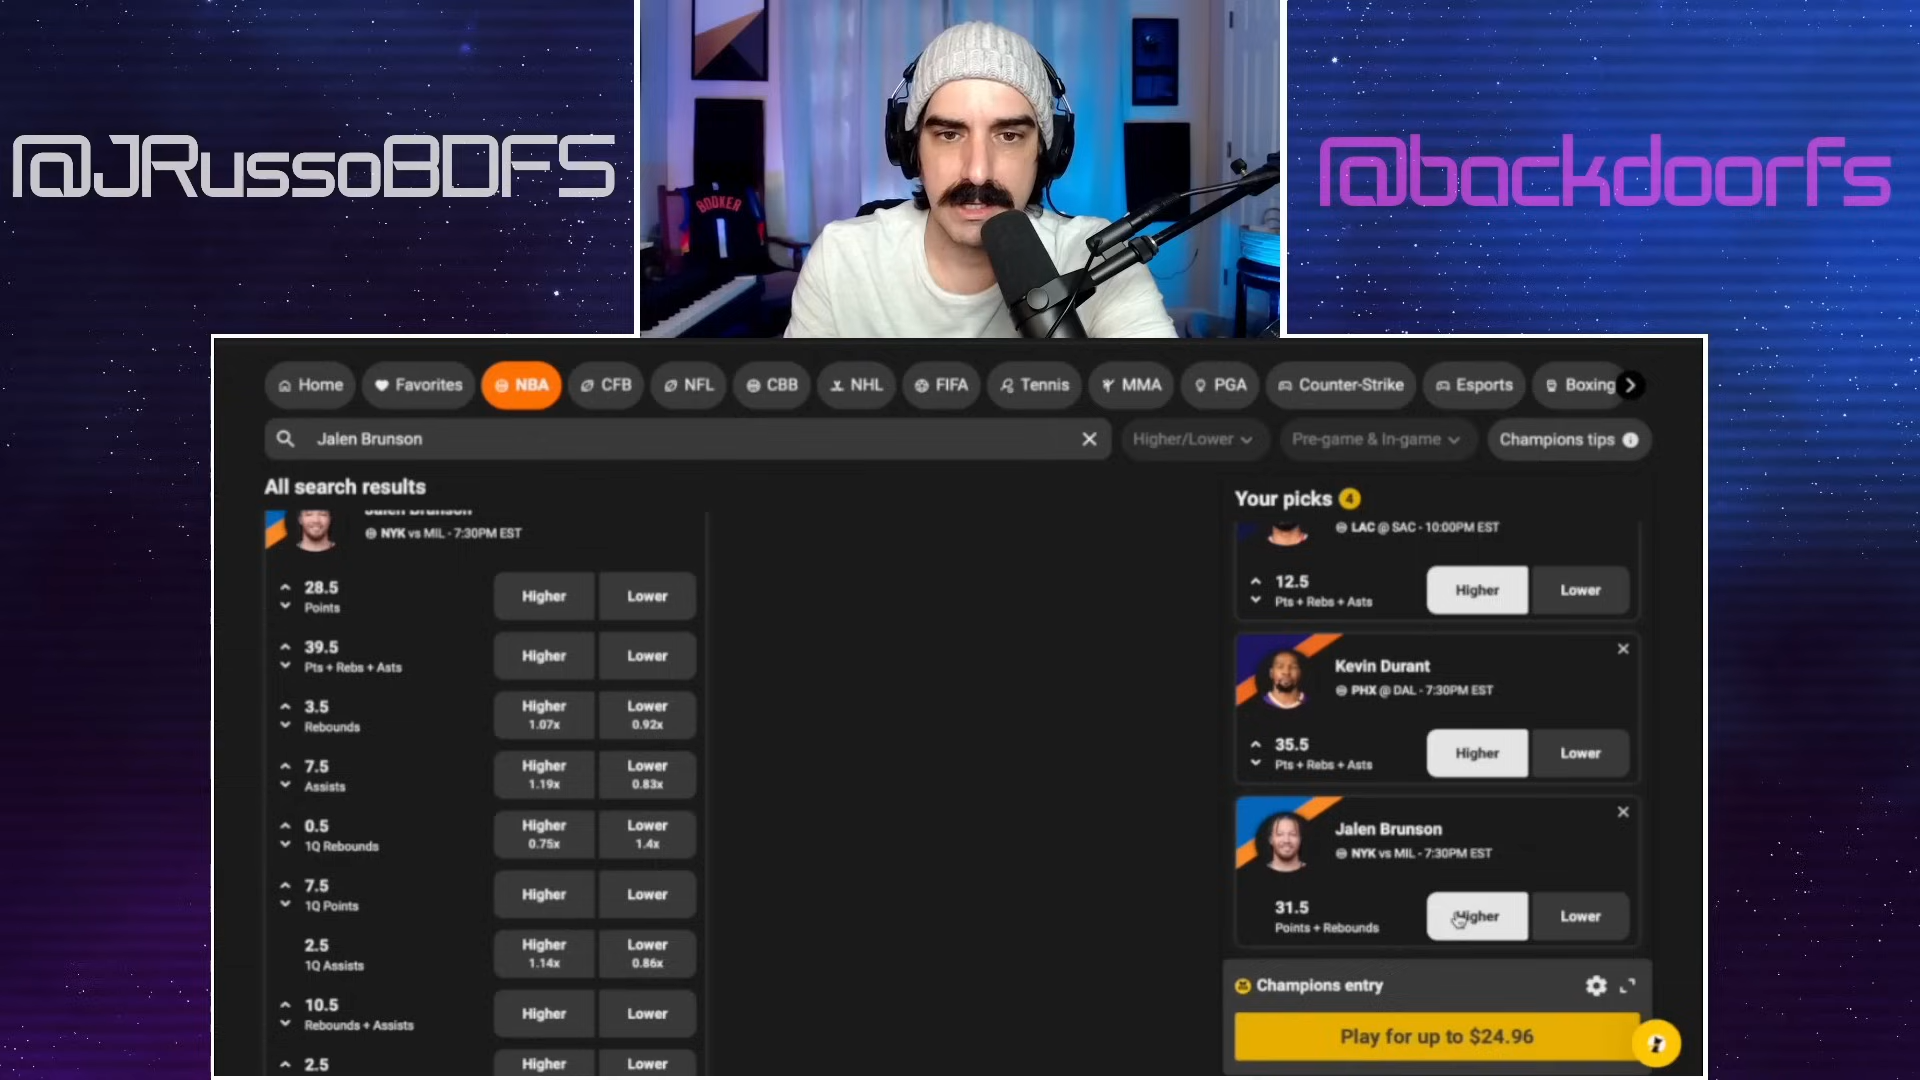 @JRussoBDFS
BOOKER
1
@backdoorfs
Home
Favorites
NBA
CFB
NFL
CBB
NHL
FIFA
Tennis
MMA
PGA
Counter-Strike
Esports
Boxing
Jalen Brunson
Higher/Lower
Pre-game & In-game
Champions tips
All search results
Jalen Brunson
NYK vs MIL - 7:30PM EST
28.5
Points
Higher
Lower
39.5
Pts + Rebs + Asts
Higher
Lower
3.5
Rebounds
Higher
1.07x
Lower
0.92x
7.5
Assists
Higher
1.19x
Lower
0.83x
0.5
1Q Rebounds
Higher
0.75x
Lower
1.4x
7.5
1Q Points
Higher
Lower
2.5
1Q Assists
Higher
1.14x
Lower
0.86x
10.5
Rebounds + Assists
Higher
Lower
2.5
Higher
Lower
Your picks 4
LAC @ SAC - 10:00PM EST
12.5
Pts + Rebs + Asts
Higher
Lower
Kevin Durant
PHX @ DAL - 7:30PM EST
35.5
Pts + Rebs + Asts
Higher
Lower
Jalen Brunson
NYK vs MIL - 7:30PM EST
31.5
Points + Rebounds
Higher
Lower
Champions entry
Play for up to $24.96